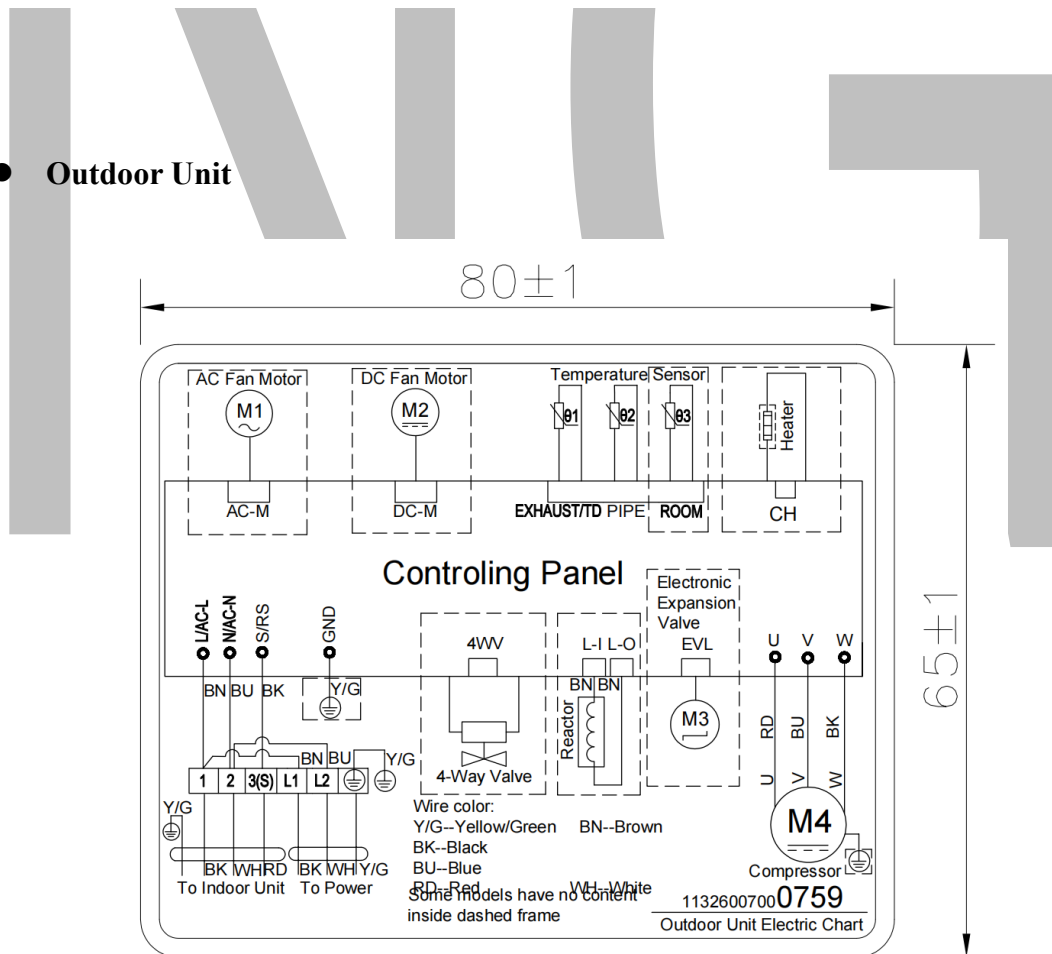 Outdoor Unit
80±1
65±1
AC Fan Motor
DC Fan Motor
Temperature Sensor
M1
M2
θ1
θ2
θ3
Heater
AC-M
DC-M
EXHAUST/TD PIPE ROOM
CH
Controling Panel
Electronic
Expansion
Valve
L/AC-L
N/AC-N
S/RS
GND
4WV
L-I L-O
EVL
U V W
BN BU BK
Y/G
BN BN
Reactor
M3
RD
BU
BK
BN BU
Y/G
4-Way Valve
U
V
W
1 2 3(S) L1 L2
Y/G
Wire color:
Y/G--Yellow/Green BN--Brown
BK--Black
BU--Blue
RD--Red WH--White
Some models have no content
inside dashed frame
M4
Compressor
BK WH RD BK WH Y/G
To Indoor Unit To Power
11326007000759
Outdoor Unit Electric Chart